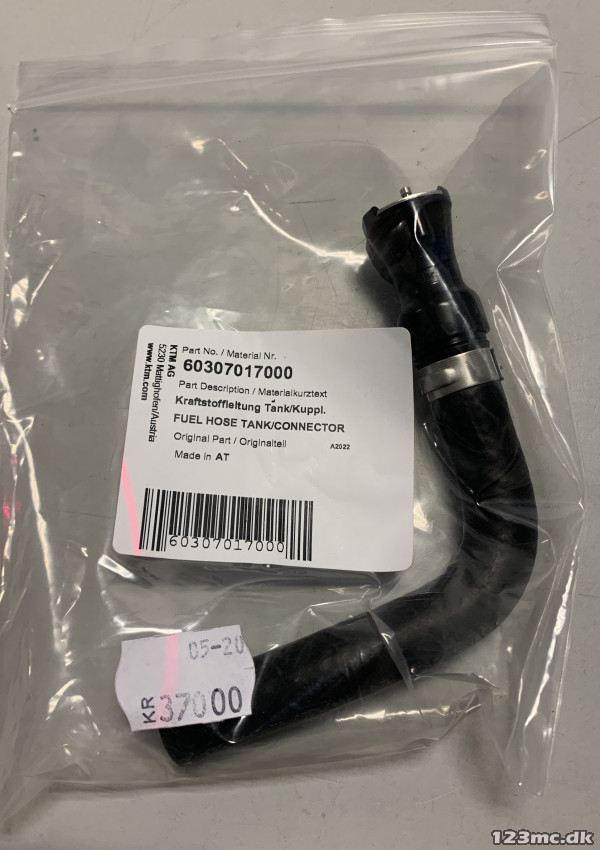 KTM AG
5230 Mattighofen/Austria
www.ktm.com
Part No. / Material Nr.
60307017000
Part Description / Materialkurztext
Kraftstoffleitung Tank/Kuppl.
FUEL HOSE TANK/CONNECTOR
Original Part / Originalteil
A2022
Made in AT
60307017000
05-20
KR 37000
123mc.dk